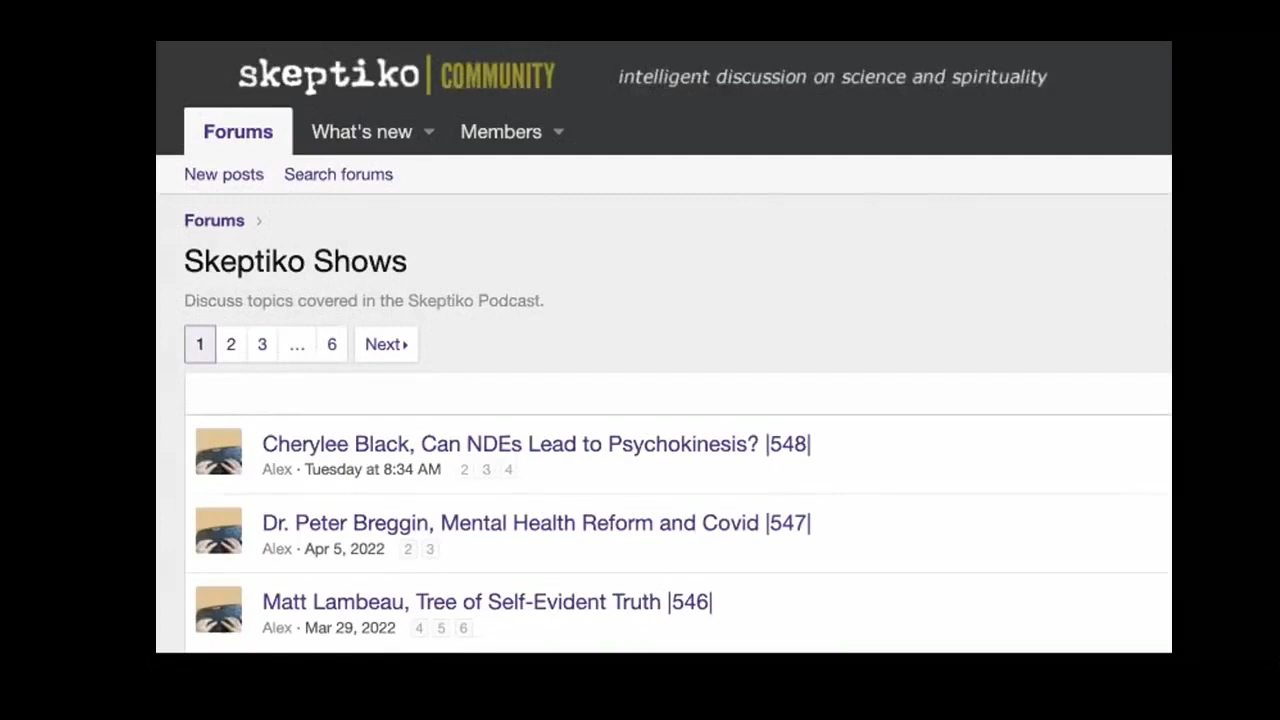 skeptiko | COMMUNITY intelligent discussion on science and spirituality
Forums What's new Members
New posts Search forums
Forums ›
Skeptiko Shows
Discuss topics covered in the Skeptiko Podcast.
1 2 3 ... 6 Next
Cherylee Black, Can NDEs Lead to Psychokinesis? |548|
Alex · Tuesday at 8:34 AM 2 3 4
Dr. Peter Breggin, Mental Health Reform and Covid |547|
Alex · Apr 5, 2022 2 3
Matt Lambeau, Tree of Self-Evident Truth |546|
Alex · Mar 29, 2022 4 5 6